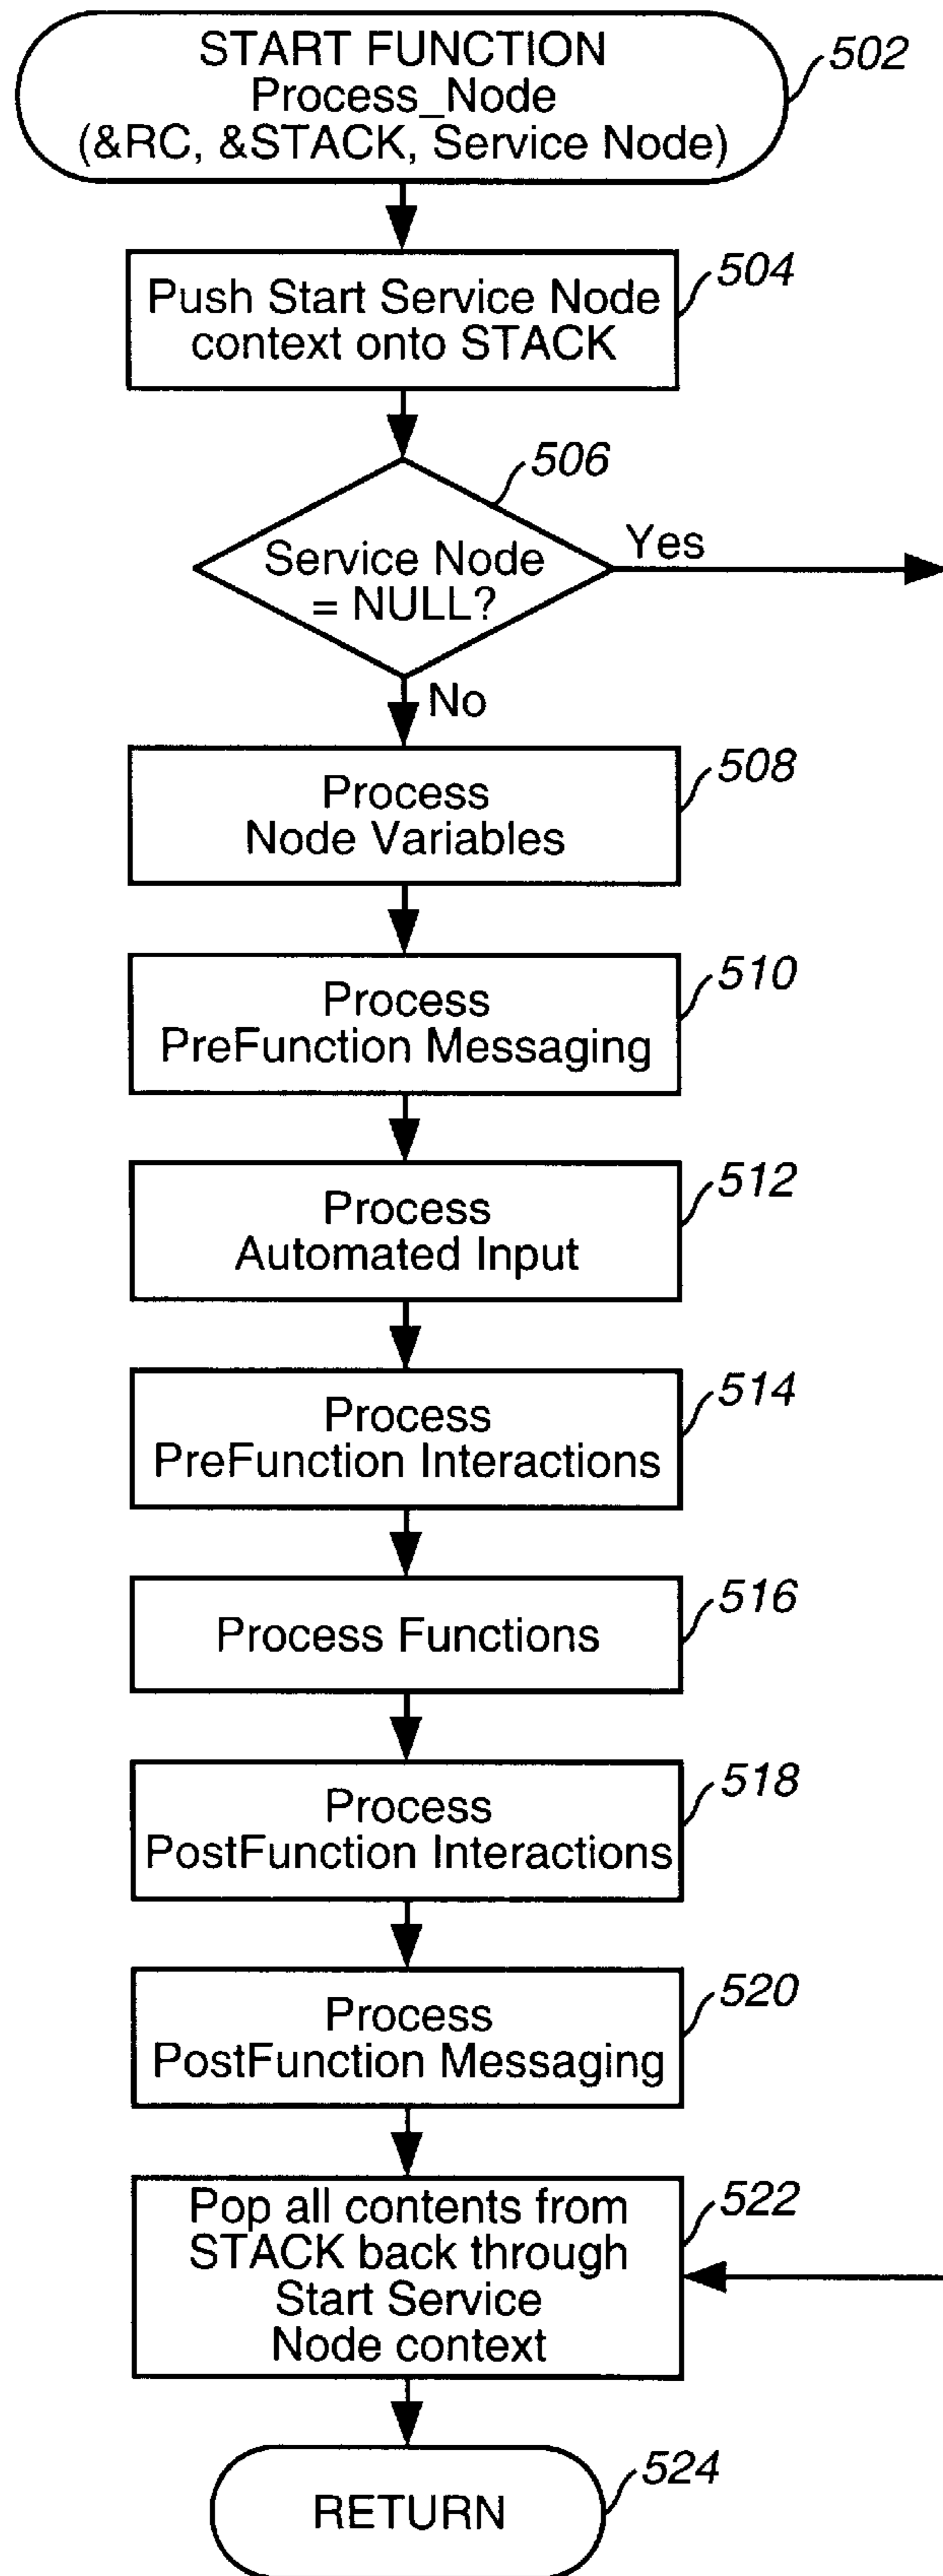 START FUNCTION
Process_Node
(&RC, &STACK, Service Node)
502
Push Start Service Node
context onto STACK
504
506
Service Node
= NULL?
Yes
No
Process
Node Variables
508
Process
PreFunction Messaging
510
Process
Automated Input
512
Process
PreFunction Interactions
514
Process Functions
516
Process
PostFunction Interactions
518
Process
PostFunction Messaging
520
Pop all contents from
STACK back through
Start Service
Node context
522
RETURN
524